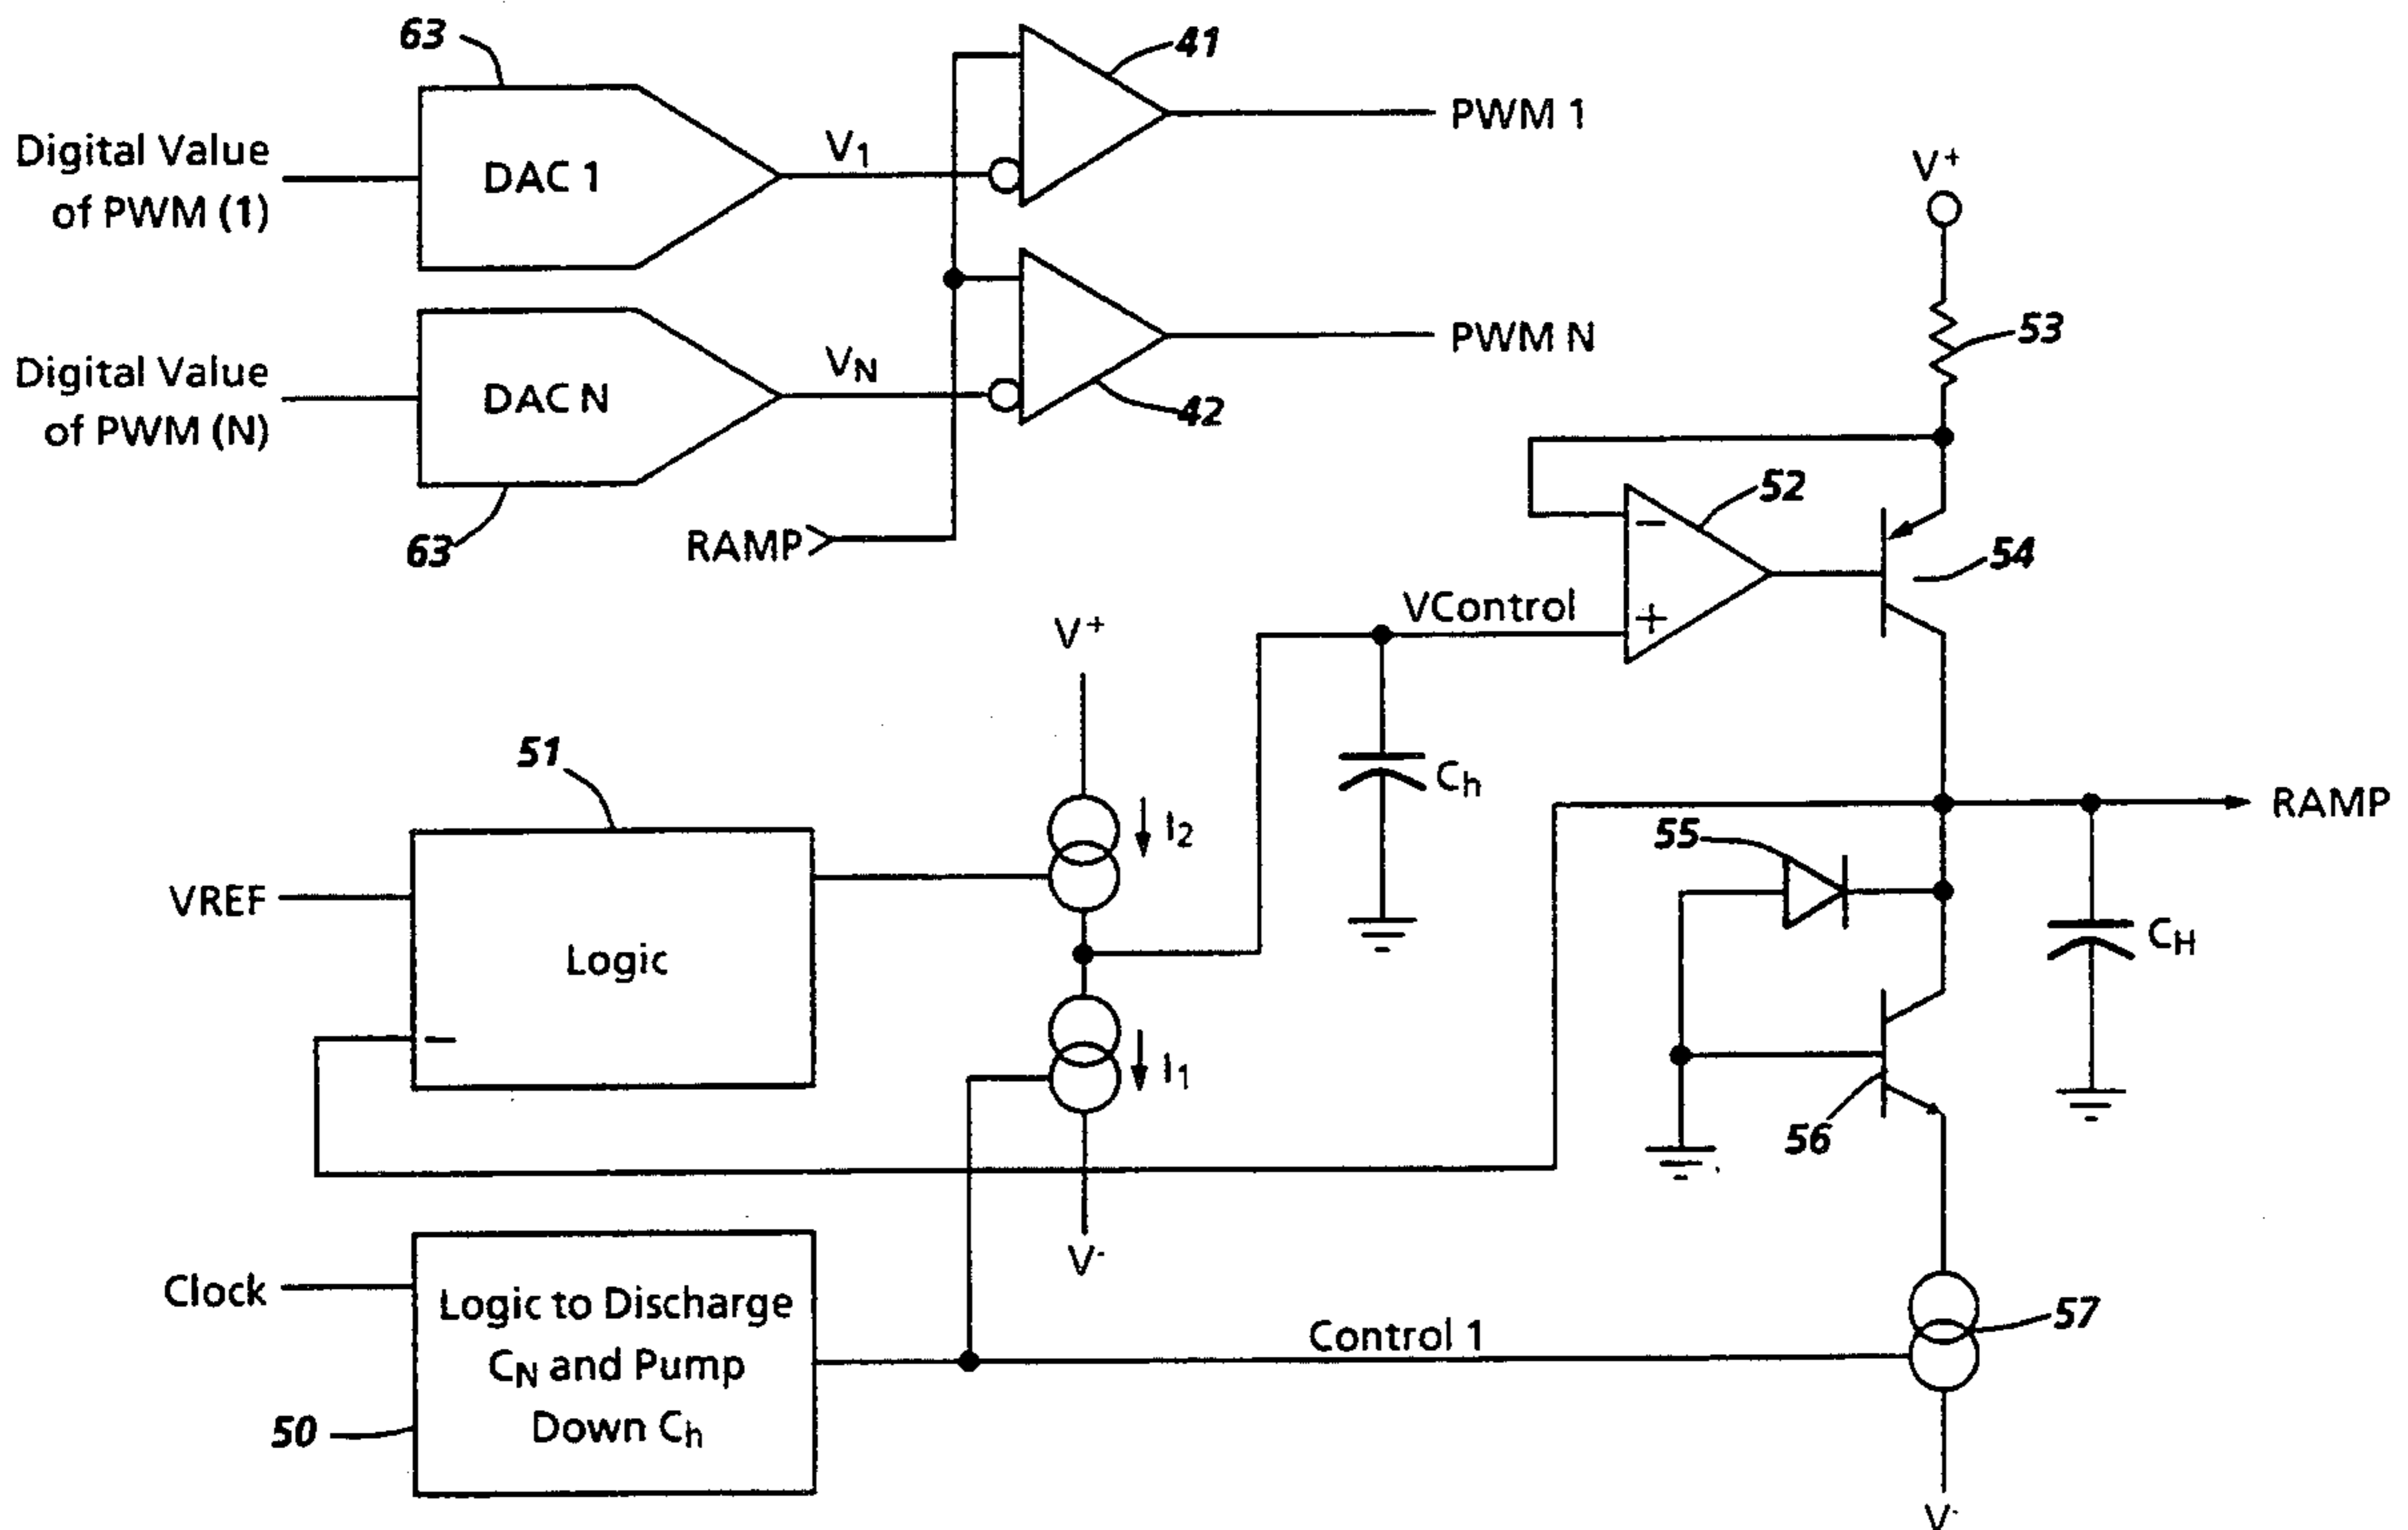 63
41
Digital Value
of PWM (1)
DAC 1
V1
PWM 1
V+
Digital Value
of PWM (N)
DAC N
VN
PWM N
53
42
63
RAMP
52
−
+
54
VControl
V+
Ch
51
VREF
Logic
−
I2
I1
V-
RAMP
55
CH
56
Clock
Logic to Discharge
CN and Pump
Down Ch
50
Control 1
57
V-